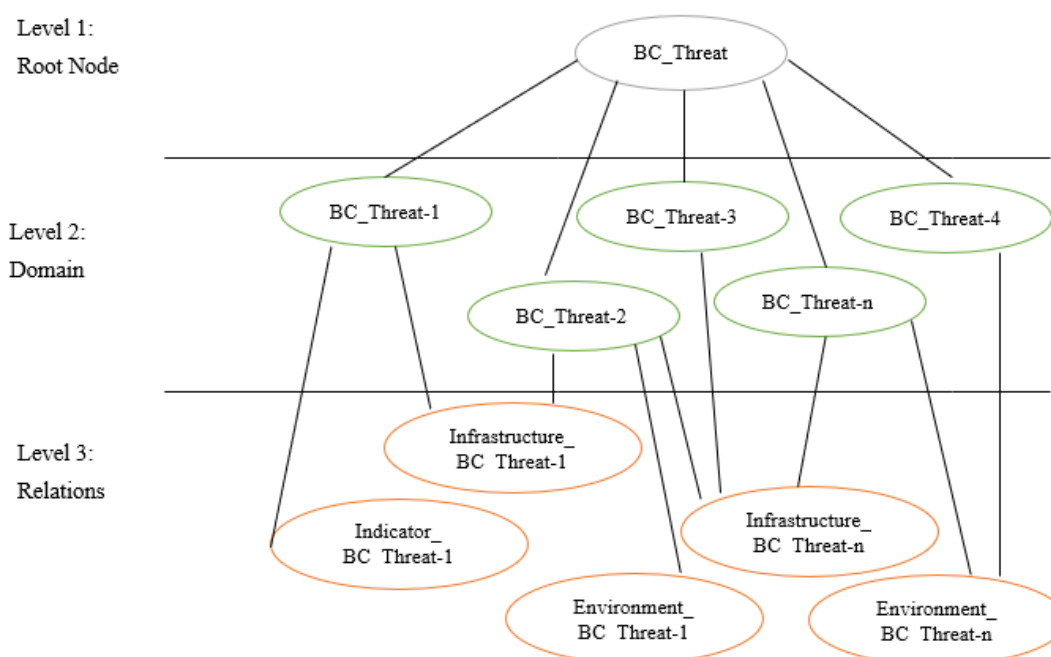 Level 1:
Root Node
BC_Threat
Level 2:
Domain
BC_Threat-1
BC_Threat-3
BC_Threat-4
BC_Threat-2
BC_Threat-n
Level 3:
Relations
Infrastructure_
BC Threat-1
Indicator_
BC Threat-1
Infrastructure_
BC Threat-n
Environment_
BC Threat-1
Environment_
BC Threat-n